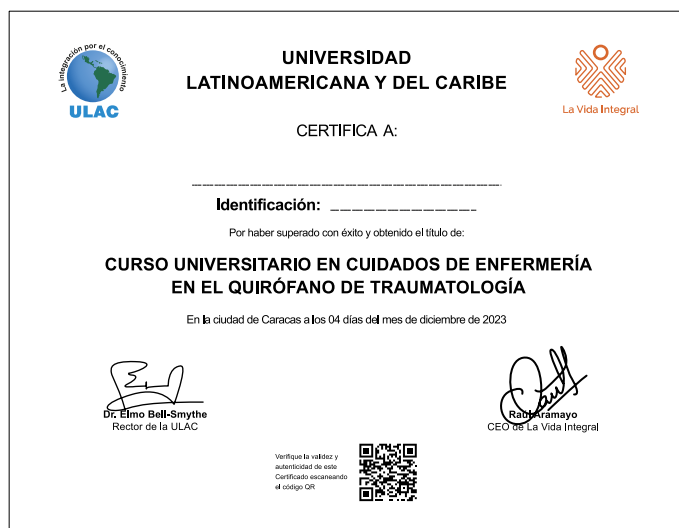 La integración por el conocimiento
ULAC
UNIVERSIDAD
LATINOAMERICANA Y DEL CARIBE
La Vida Integral
CERTIFICA A:
Identificación:
Por haber superado con éxito y obtenido el título de:
CURSO UNIVERSITARIO EN CUIDADOS DE ENFERMERÍA
EN EL QUIRÓFANO DE TRAUMATOLOGÍA
En la ciudad de Caracas a los 04 días del mes de diciembre de 2023
Dr. Elmo Bell-Smythe
Rector de la ULAC
Raúl Aramayo
CEO de La Vida Integral
Verifique la validez y
autenticidad de este
Certificado escaneando
el código QR